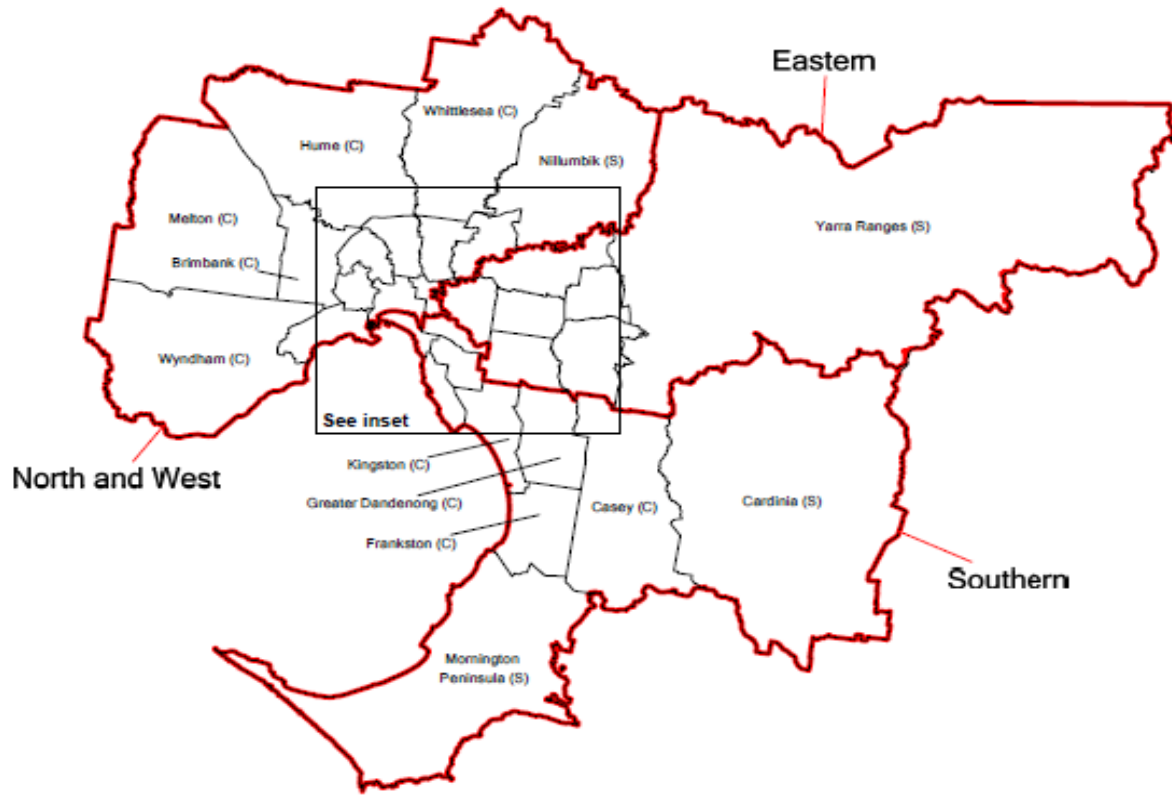 Eastern
Whittlesea (C)
Hume (C)
Nillumbik (S)
Melton (C)
Yarra Ranges (S)
Brimbank (C)
Wyndham (C)
See inset
North and West
Kingston (C)
Greater Dandenong (C)
Casey (C)
Cardinia (S)
Frankston (C)
Southern
Mornington
Peninsula (S)